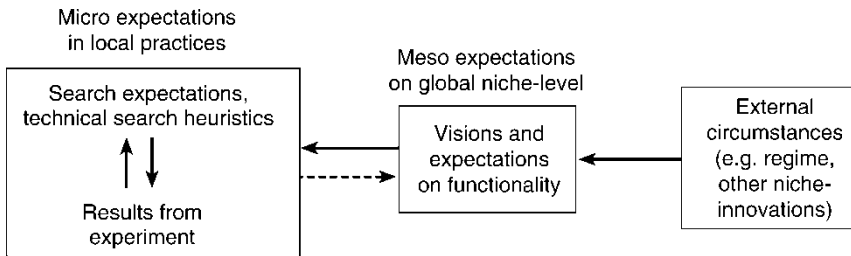 Micro expectations
in local practices
Search expectations,
technical search heuristics
Results from
experiment
Meso expectations
on global niche-level
Visions and
expectations
on functionality
External
circumstances
(e.g. regime,
other niche-
innovations)